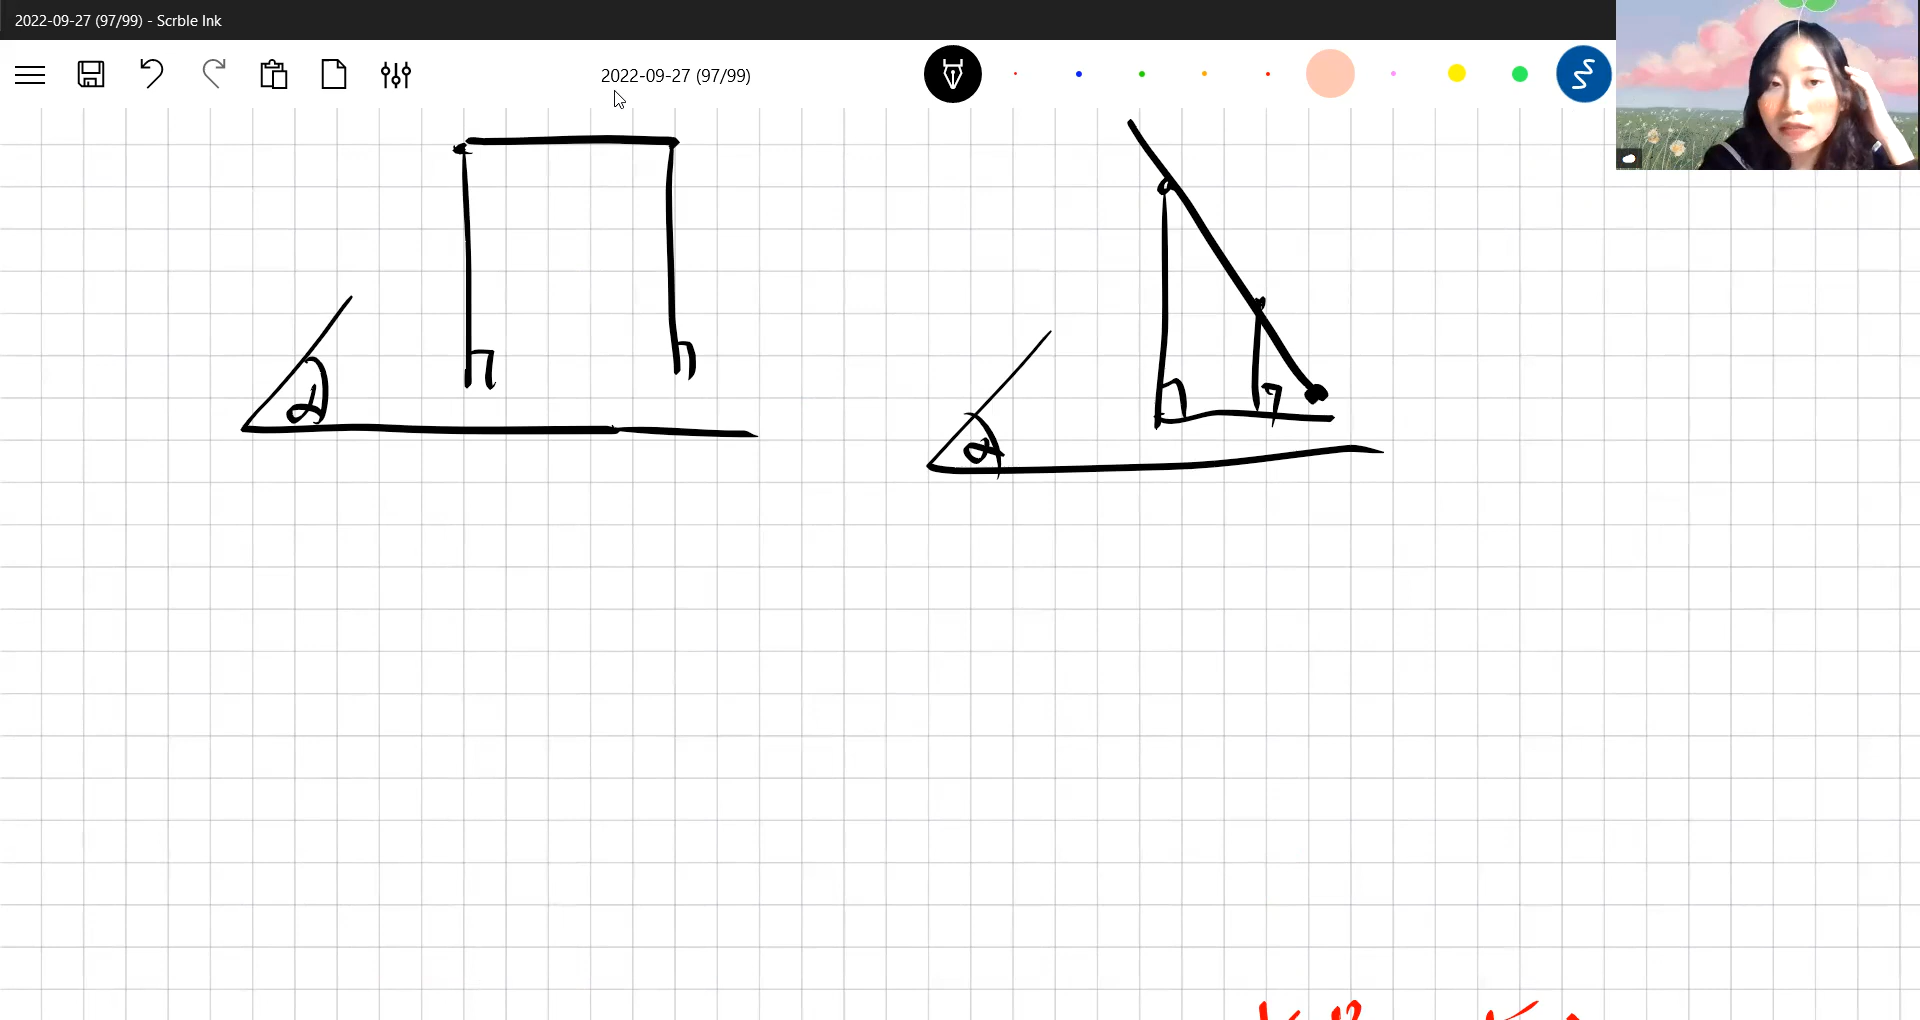 2022-09-27 (97/99) - Scrble Ink
2022-09-27 (97/99)
α
α